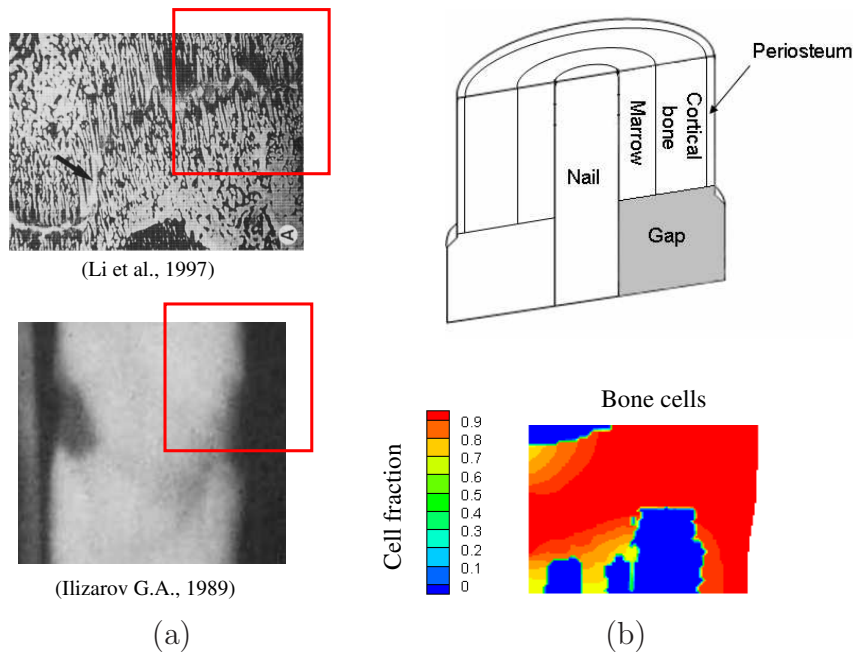 A
(Li et al., 1997)
(Ilizarov G.A., 1989)
(a)
Periosteum
Cortical
bone
Marrow
Nail
Gap
Bone cells
Cell fraction
0.9
0.8
0.7
0.6
0.5
0.4
0.3
0.2
0.1
0
(b)